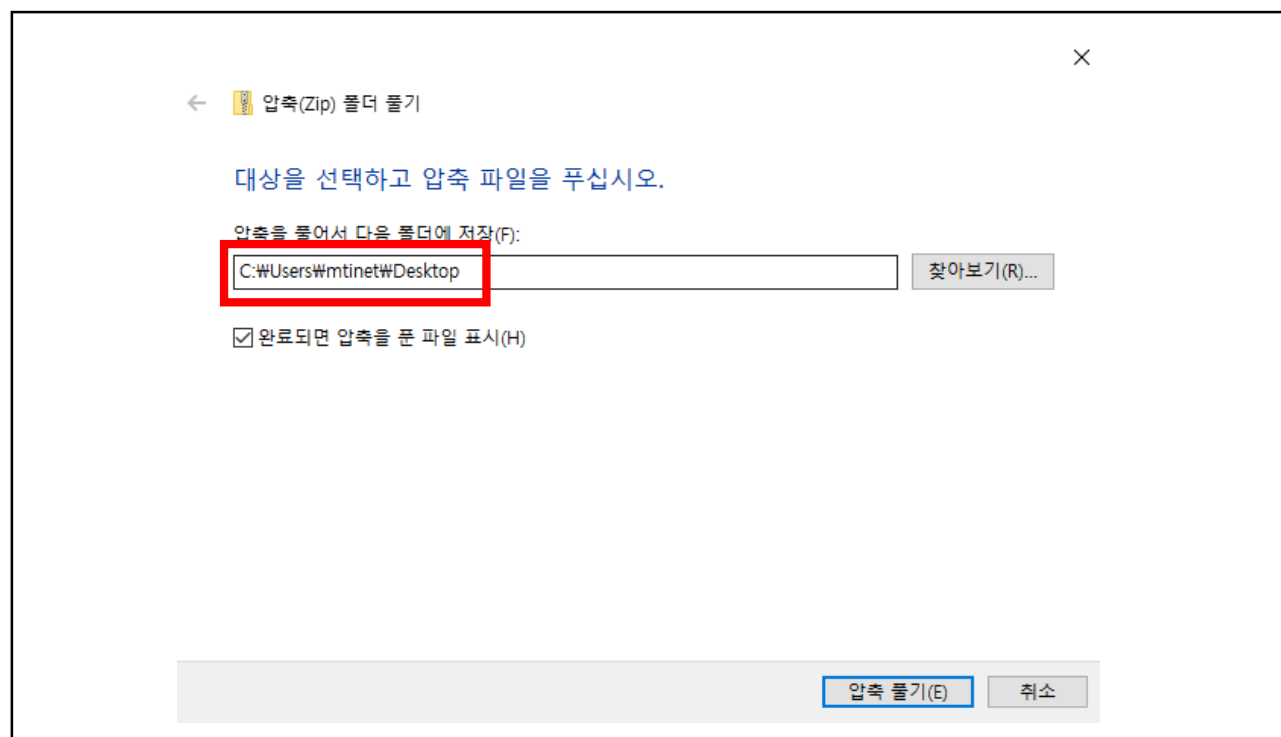 압축(Zip) 폴더 풀기
대상을 선택하고 압축 파일을 푸십시오.
압축을 풀어서 다음 폴더에 저장(F):
C:₩Users₩mtinet₩Desktop
찾아보기(R)...
완료되면 압축을 푼 파일 표시(H)
압축 풀기(E)
취소